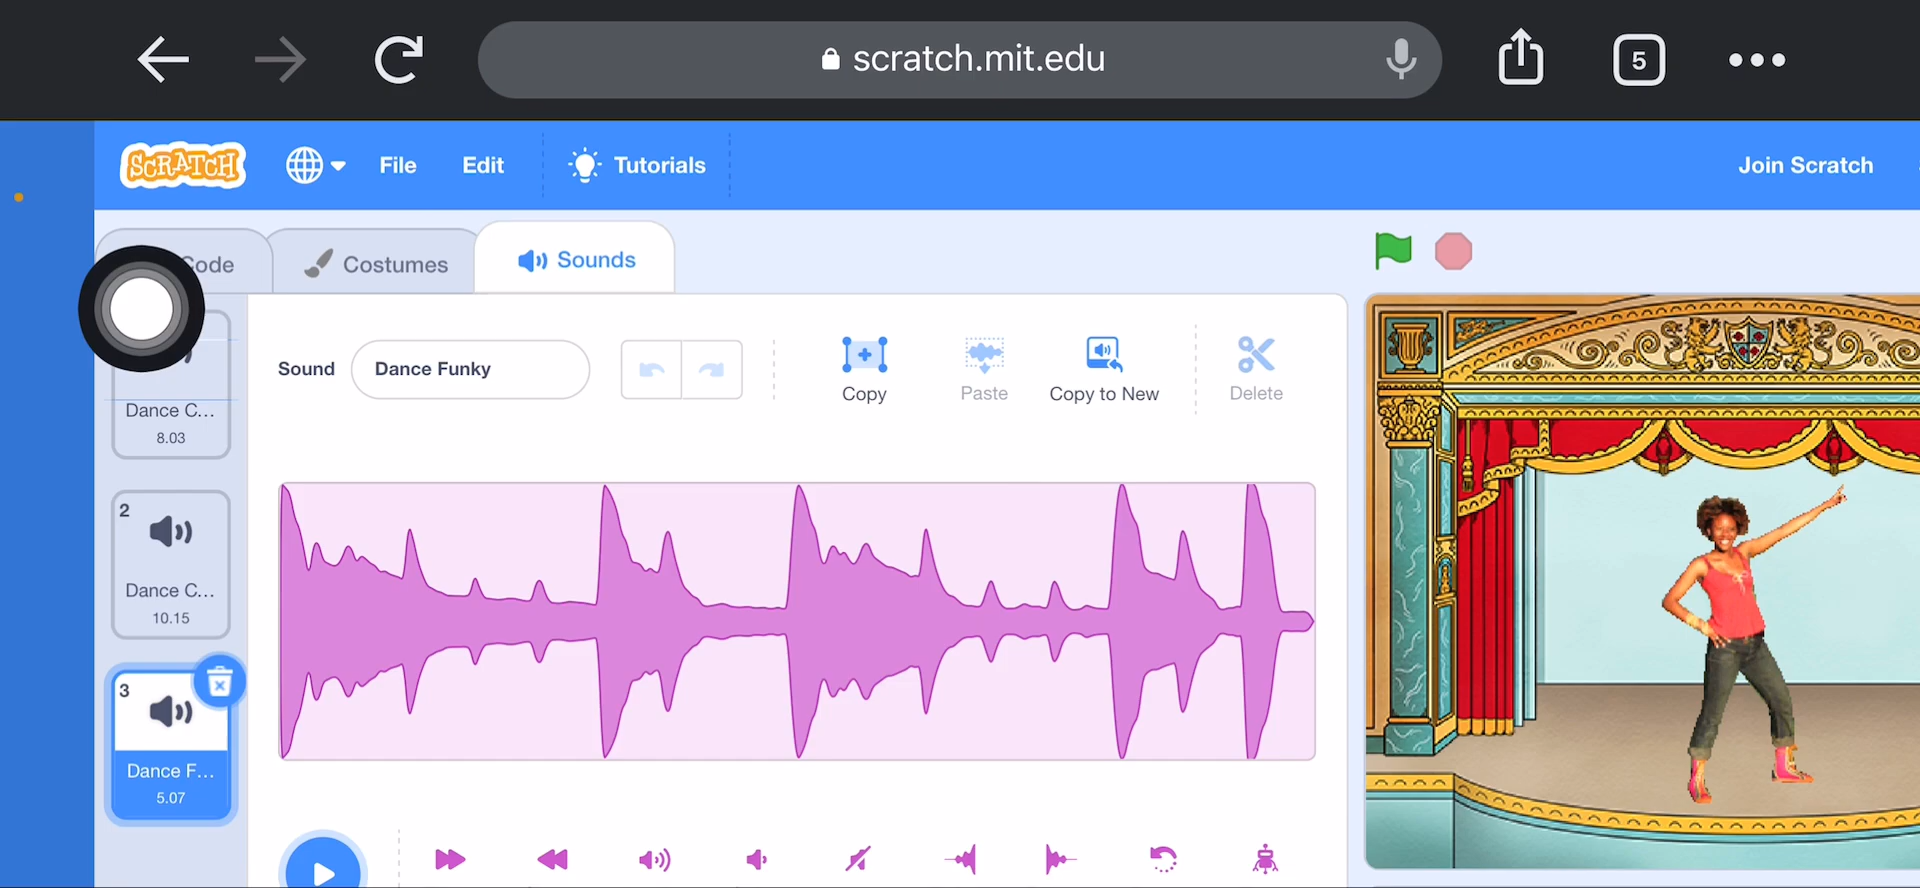 scratch.mit.edu
5
SCRATCH
File
Edit
Tutorials
Join Scratch
Code
Costumes
Sounds
Sound
Dance Funky
Copy
Paste
Copy to New
Delete
Dance C...
8.03
2
Dance C...
10.15
3
Dance F...
5.07